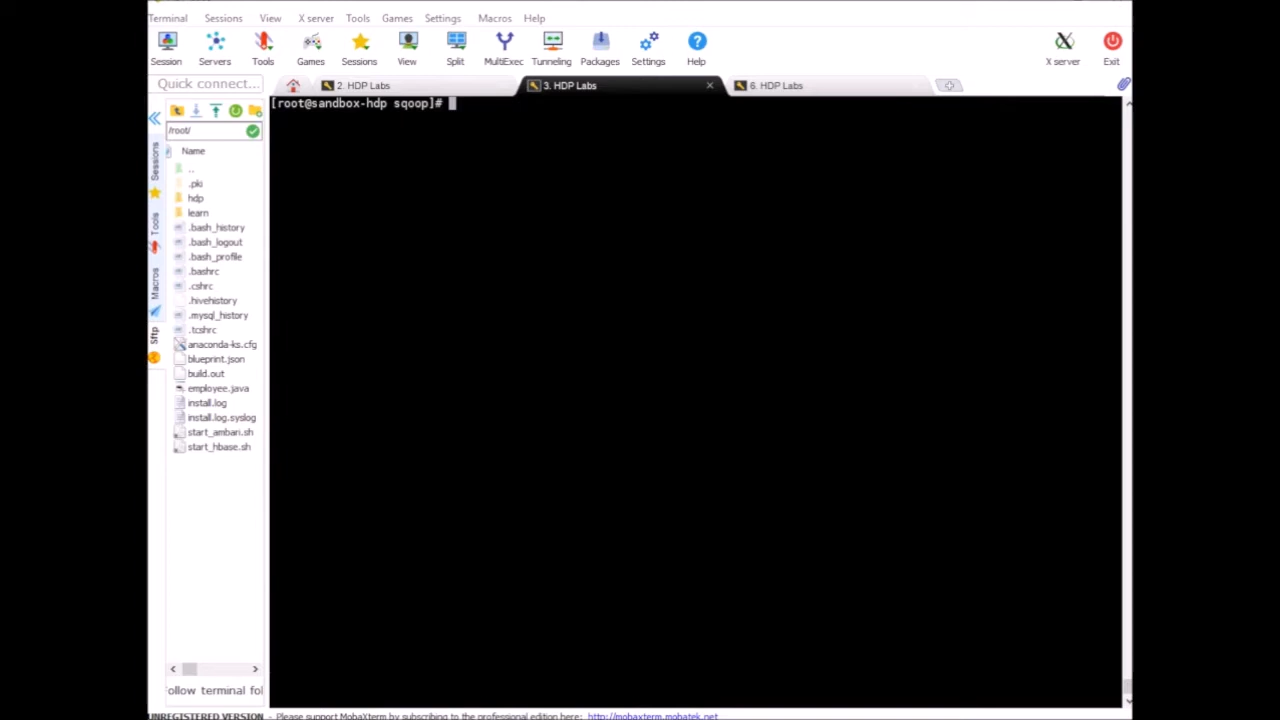 Terminal Sessions View X server Tools Games Settings Macros Help
Session Servers Tools Games Sessions View Split MultiExec Tunneling Packages Settings Help X server Exit
Quick connect...
2. HDP Labs
3. HDP Labs
6. HDP Labs
[root@sandbox-hdp sqoop]#
/root/
Name
..
.pki
hdp
learn
.bash_history
.bash_logout
.bash_profile
.bashrc
.cshrc
.hivehistory
.mysql_history
.tcshrc
anaconda-ks.cfg
blueprint.json
build.out
employee.java
install.log
install.log.syslog
start_ambari.sh
start_hbase.sh
Sessions
Tools
Macros
Sftp
Follow terminal fol
UNREGISTERED VERSION - Please support MobaXterm by subscribing to the professional edition here: http://mobaxterm.mobatek.net